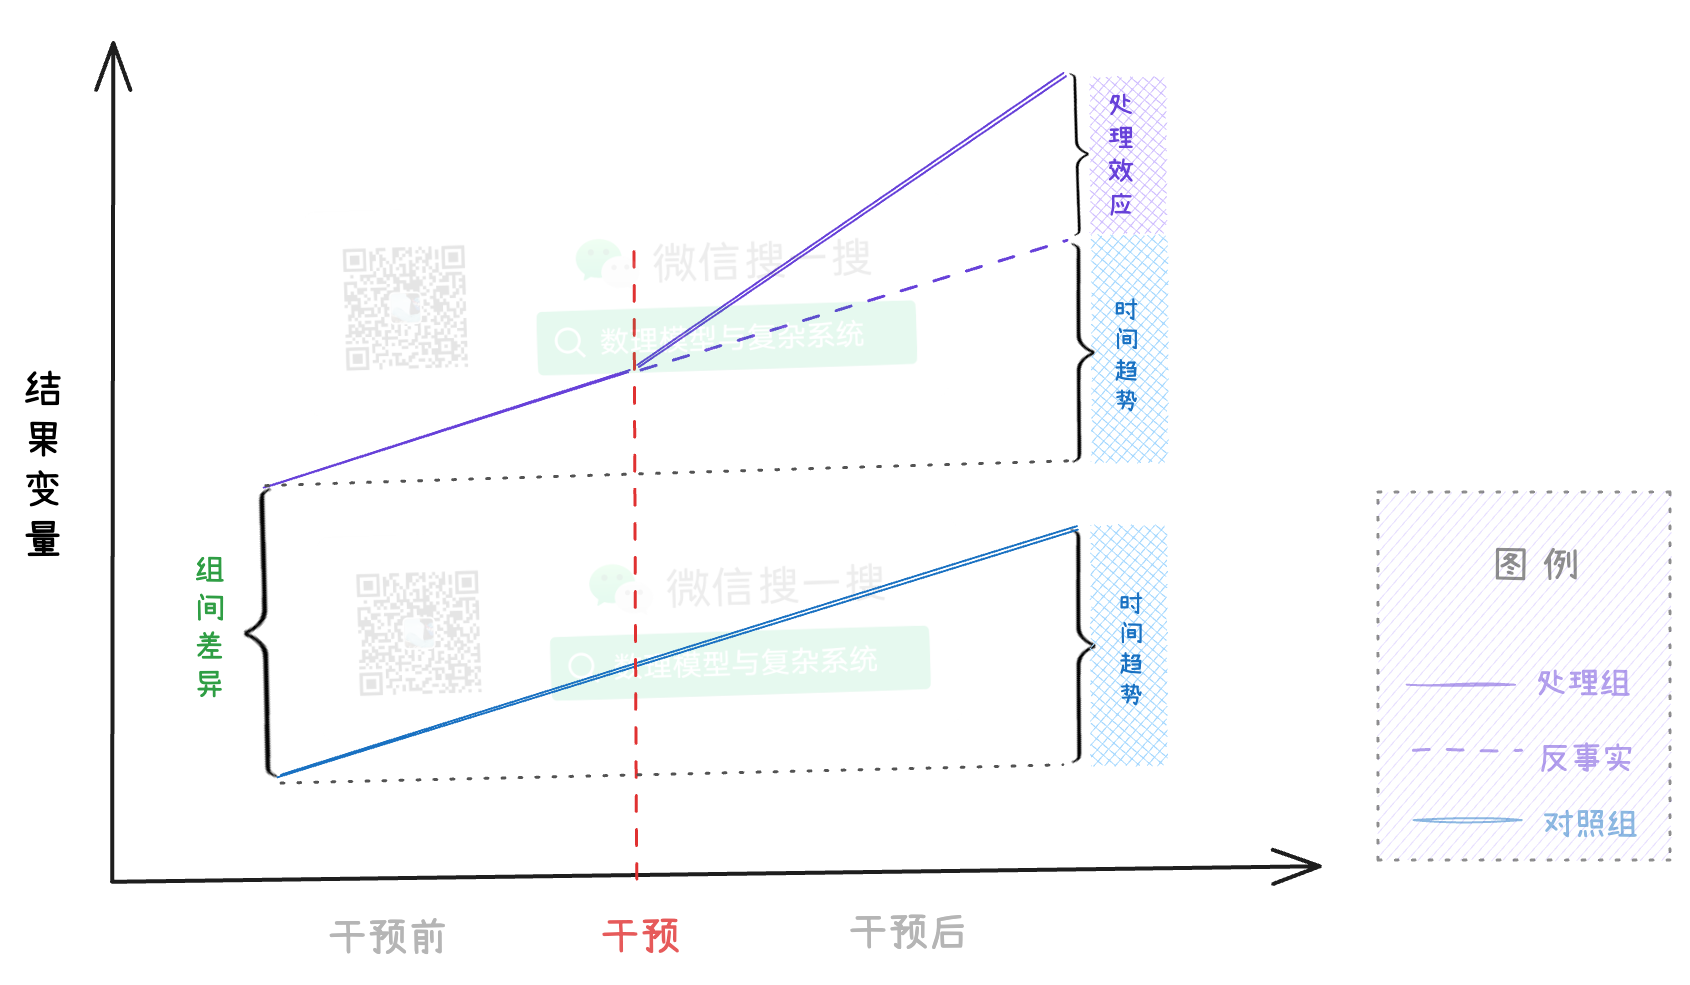 处理效应
微信搜一搜
数理模型与复杂系统
时间趋势
结果变量
组间差异
微信搜一搜
数理模型与复杂系统
时间趋势
图例
处理组
反事实
对照组
干预前
干预
干预后